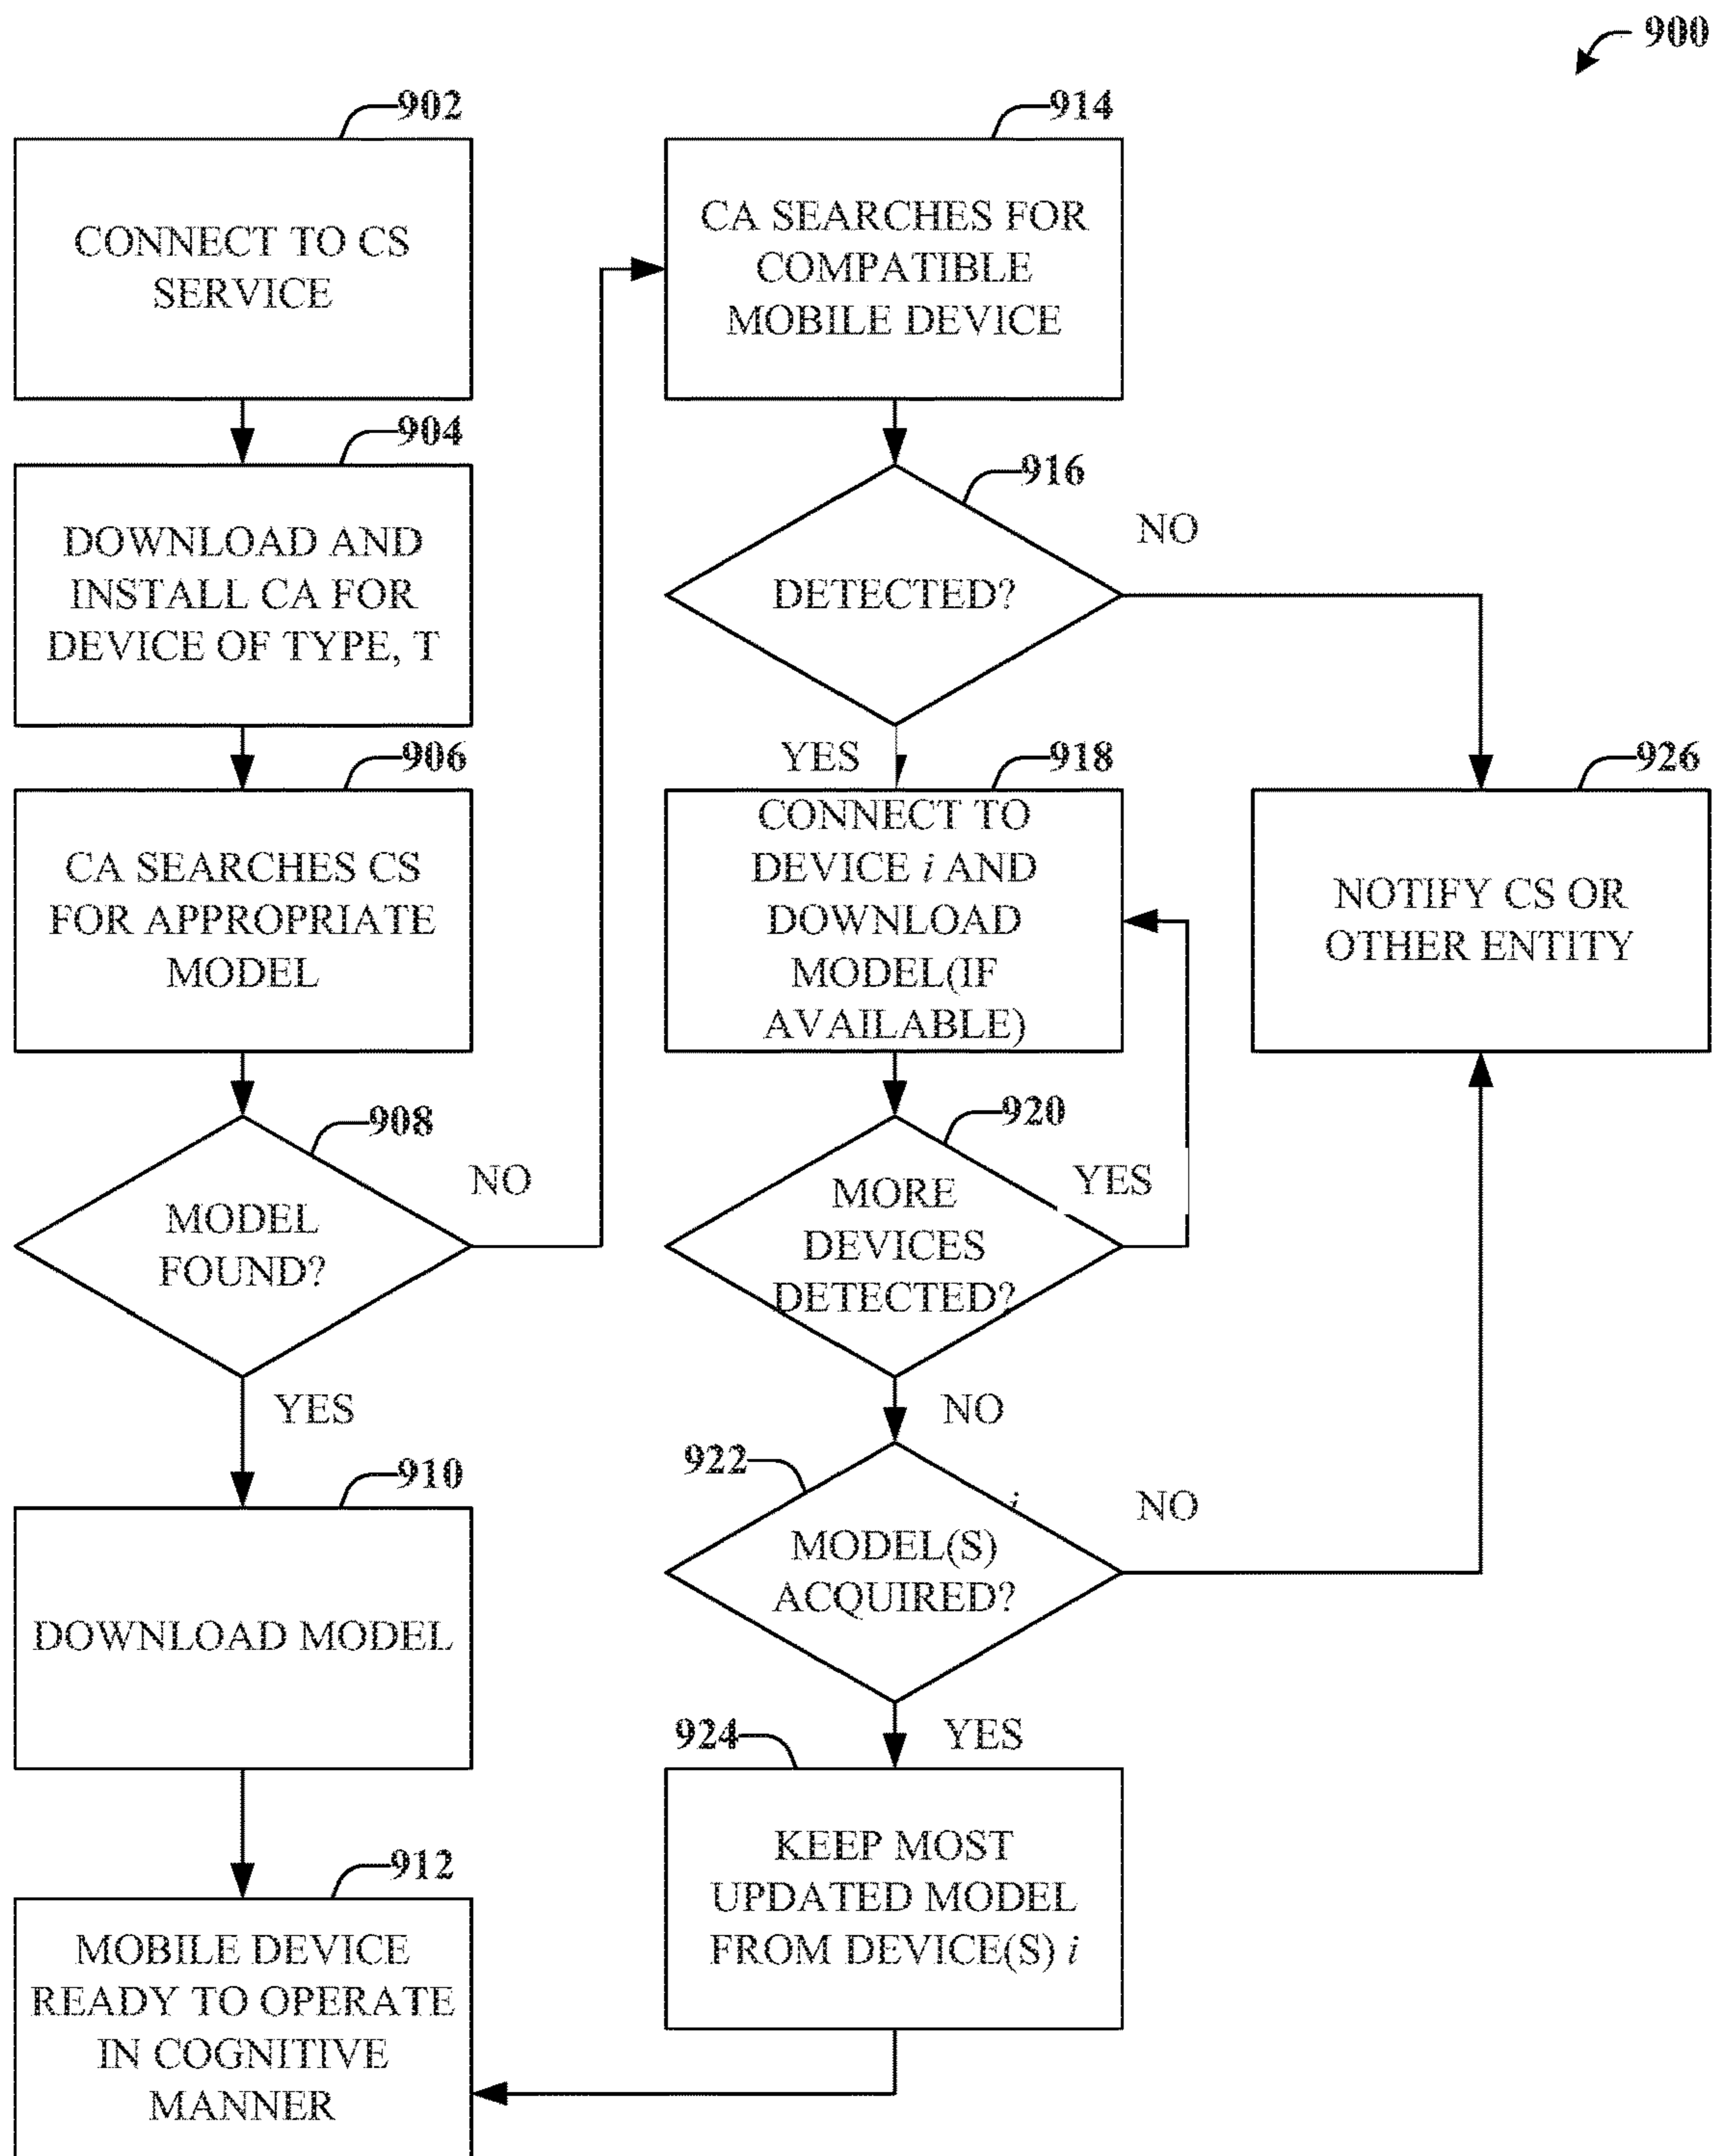 900
902
CONNECT TO CS
SERVICE
904
DOWNLOAD AND
INSTALL CA FOR
DEVICE OF TYPE, T
906
CA SEARCHES CS
FOR APPROPRIATE
MODEL
908
MODEL
FOUND?
NO
YES
910
DOWNLOAD MODEL
912
MOBILE DEVICE
READY TO OPERATE
IN COGNITIVE
MANNER
914
CA SEARCHES FOR
COMPATIBLE
MOBILE DEVICE
916
DETECTED?
NO
YES
918
CONNECT TO
DEVICE i AND
DOWNLOAD
MODEL(IF
AVAILABLE)
920
MORE
DEVICES
DETECTED?
YES
NO
922
i
MODEL(S)
ACQUIRED?
NO
YES
924
KEEP MOST
UPDATED MODEL
FROM DEVICE(S) i
926
NOTIFY CS OR
OTHER ENTITY